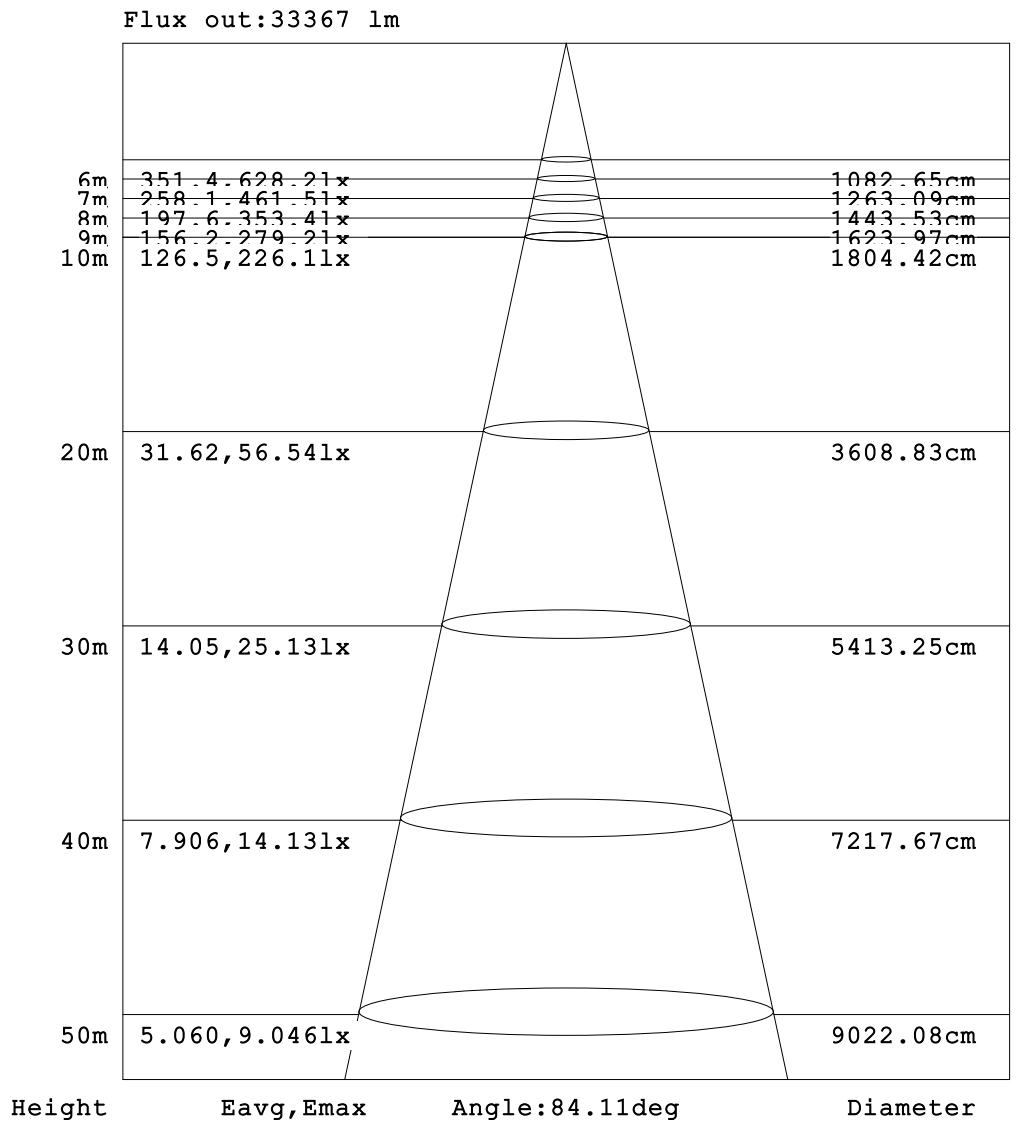 Flux out:33367 lm
6m 351.4,628.2lx 1082.65cm
7m 258.1,461.5lx 1263.09cm
8m 197.6,353.4lx 1443.53cm
9m 156.2,279.2lx 1623.97cm
10m 126.5,226.1lx 1804.42cm
20m 31.62,56.54lx 3608.83cm
30m 14.05,25.13lx 5413.25cm
40m 7.906,14.13lx 7217.67cm
50m 5.060,9.046lx 9022.08cm
Height Eavg,Emax Angle:84.11deg Diameter